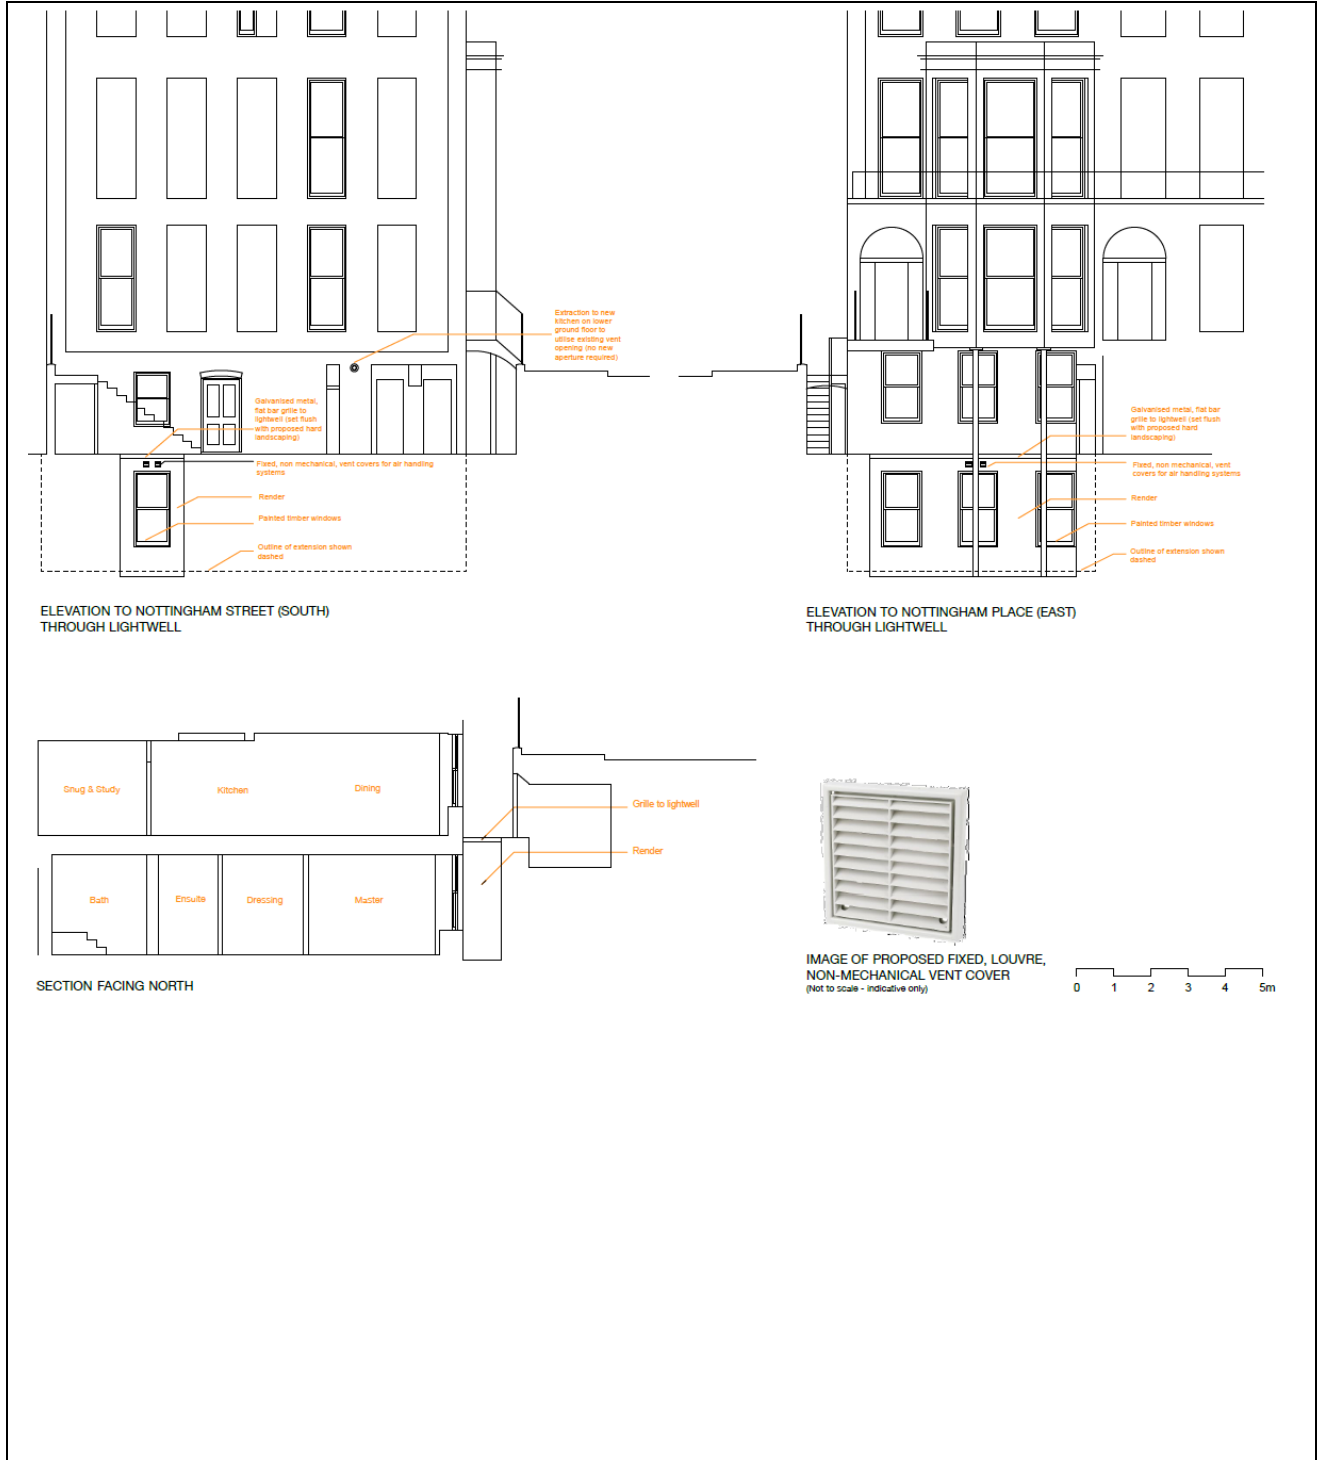 Extraction to new
kitchen on lower
ground floor to
utilise existing vent
opening (no new
aperture required)
Galvanised metal,
flat bar grille to
lightwell (set flush
with proposed hard
landscaping)
Fixed, non mechanical, vent covers for air handling
systems
Render
Painted timber windows
Outline of extension shown
dashed
ELEVATION TO NOTTINGHAM STREET (SOUTH)
THROUGH LIGHTWELL
Galvanised metal, flat bar
grille to lightwell (set flush
with proposed hard
landscaping)
Fixed, non mechanical, vent
covers for air handling systems
Render
Painted timber windows
Outline of extension shown
dashed
ELEVATION TO NOTTINGHAM PLACE (EAST)
THROUGH LIGHTWELL
Snug & Study
Kitchen
Dining
Grille to lightwell
Render
Bath
Ensuite
Dressing
Master
SECTION FACING NORTH
IMAGE OF PROPOSED FIXED, LOUVRE,
NON-MECHANICAL VENT COVER
(Not to scale - indicative only)
0 1 2 3 4 5m